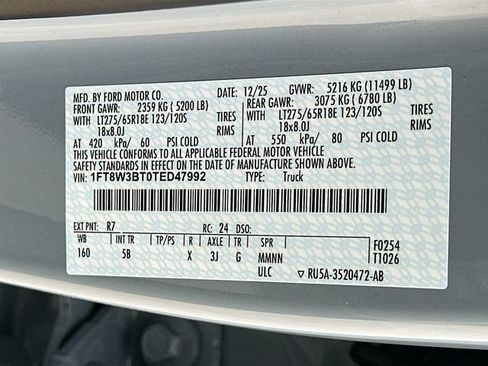 MFD. BY FORD MOTOR CO. 12/25 GVWR: 5216 KG (11499 LB)
FRONT GAWR: 2359 KG (5200 LB) REAR GAWR: 3075 KG (6780 LB)
WITH LT275/65R18E 123/120S TIRES WITH LT275/65R18E 123/120S TIRES
18x8.0J RIMS 18x8.0J RIMS
AT 420 kPa/ 60 PSI COLD AT 550 kPa/ 80 PSI COLD
THIS VEHICLE CONFORMS TO ALL APPLICABLE FEDERAL MOTOR VEHICLE
SAFETY STANDARDS IN EFFECT ON THE DATE OF MANUFACTURE SHOWN ABOVE.
VIN: 1FT8W3BT0TED47992 TYPE: Truck
EXT PNT: R7 RC: 24 DSO: F0254
WB INT TR TP/PS R AXLE TR SPR T1026
160 5B X 3J G MMNN
ULC ▽ RU5A-3520472-AB